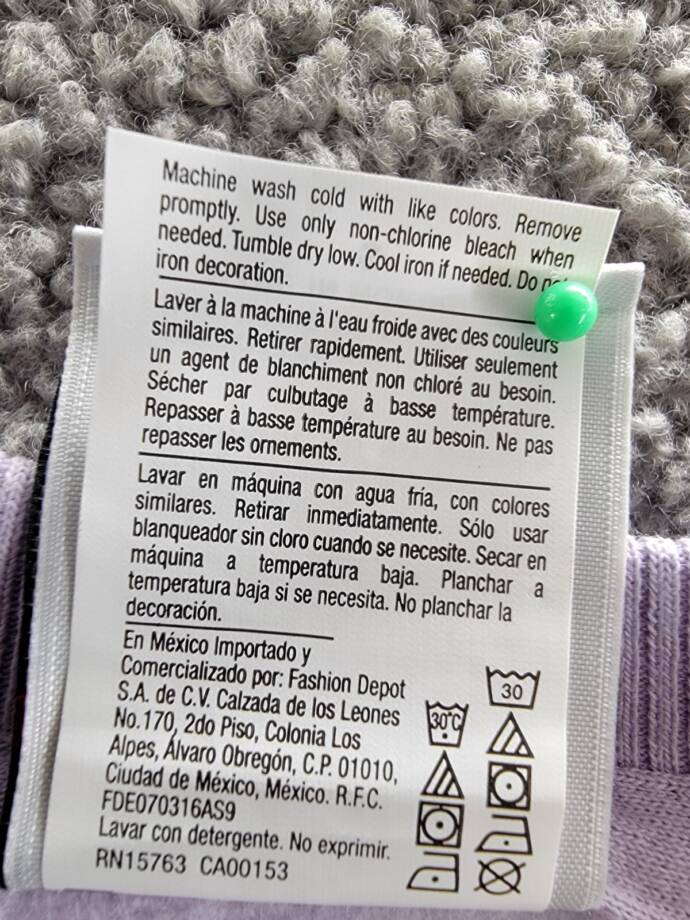 Machine wash cold with like colors. Remove
promptly. Use only non-chlorine bleach when
needed. Tumble dry low. Cool iron if needed. Do
iron decoration.
Laver à la machine à l'eau froide avec des couleurs
similaires. Retirer rapidement. Utiliser seulement
un agent de blanchiment non chloré au besoin.
Sécher par culbutage à basse température.
Repasser à basse température au besoin. Ne pas
repasser les ornements.
Lavar en máquina con agua fría, con colores
similares. Retirar inmediatamente. Sólo usar
blanqueador sin cloro cuando se necesite. Secar en
máquina a temperatura baja. Planchar a
temperatura baja si se necesita. No planchar la
decoración.
En México Importado y
Comercializado por: Fashion Depot
S.A. de C.V. Calzada de los Leones
No.170, 2do Piso, Colonia Los
Alpes, Álvaro Obregón, C.P. 01010,
Ciudad de México, México. R.F.C.
FDE070316AS9
Lavar con detergente. No exprimir.
RN15763 CA00153
30°C
30